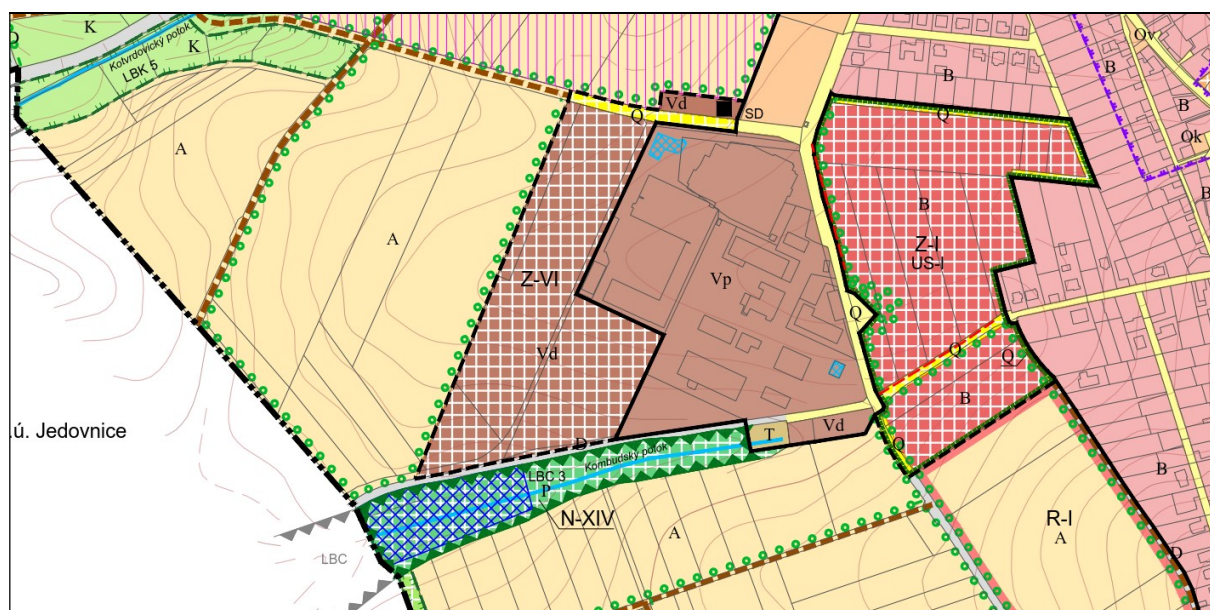 K
D
Kotvrdovický potok
K
LBK 5
Ov
B
B
B
Ok
Vd
SD
Q
Q
A
B
A
B
Z-I
US-I
Z-VI
Vp
Q
Vd
Q
Q
B
Vd
T
.ú. Jedovnice
D
Kombudský potok
Q
LBC 3
P
B
N-XIV
R-I
A
A
LBC
D